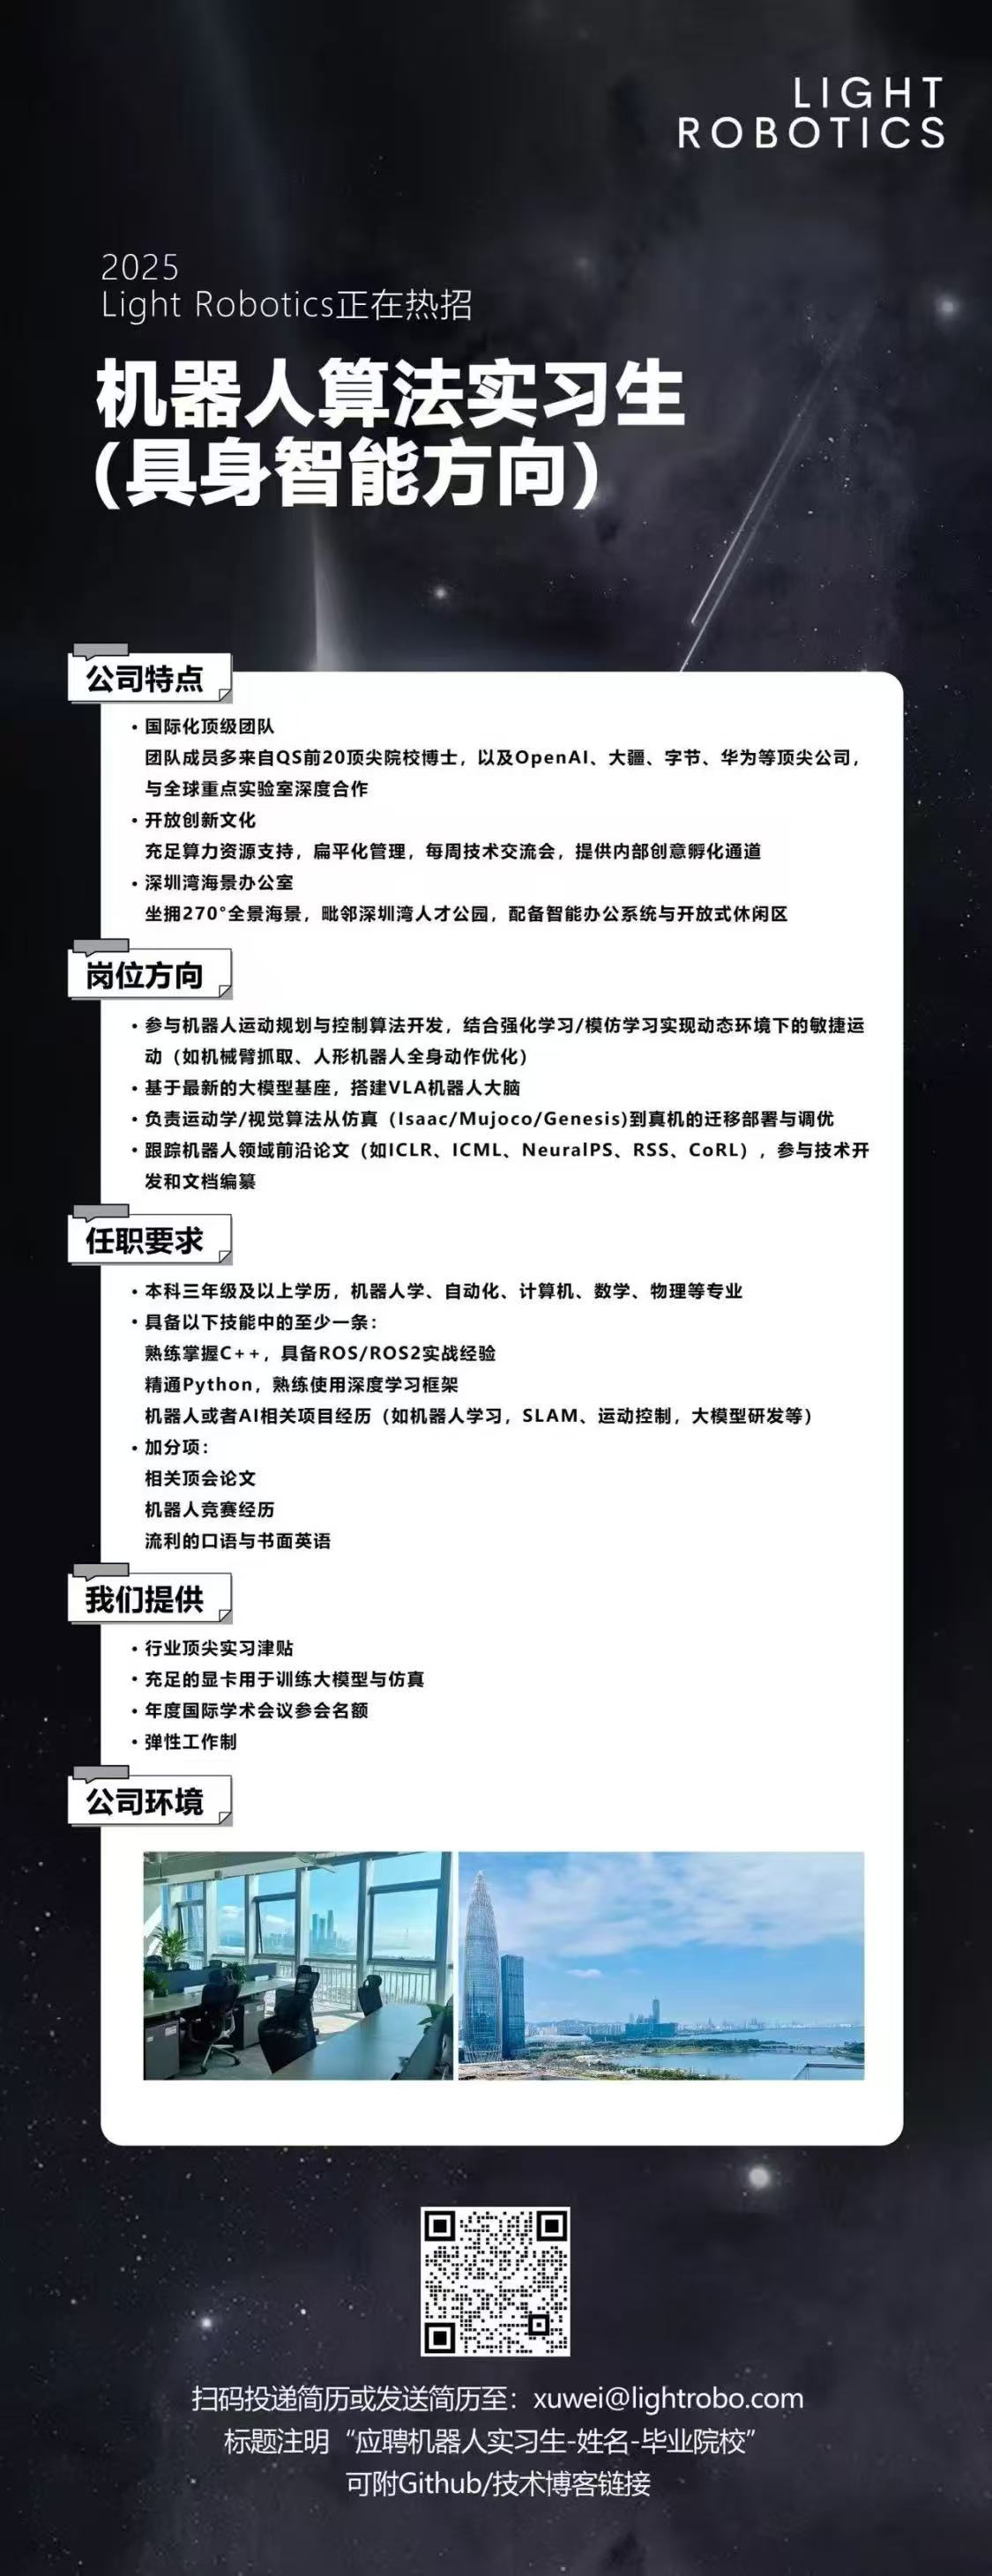 LIGHT
ROBOTICS
2025
Light Robotics正在热招
机器人算法实习生
(具身智能方向)
公司特点
• 国际化顶级团队
团队成员多来自QS前20顶尖院校博士，以及OpenAI、大疆、字节、华为等顶尖公司，
与全球重点实验室深度合作
• 开放创新文化
充足算力资源支持，扁平化管理，每周技术交流会，提供内部创意孵化通道
• 深圳湾海景办公室
坐拥270°全景海景，毗邻深圳湾人才公园，配备智能办公系统与开放式休闲区
岗位方向
• 参与机器人运动规划与控制算法开发，结合强化学习/模仿学习实现动态环境下的敏捷运
动（如机械臂抓取、人形机器人全身动作优化）
• 基于最新的大模型基座，搭建VLA机器人大脑
• 负责运动学/视觉算法从仿真（Isaac/Mujoco/Genesis)到真机的迁移部署与调优
• 跟踪机器人领域前沿论文（如ICLR、ICML、NeuralPS、RSS、CoRL），参与技术开
发和文档编纂
任职要求
• 本科三年级及以上学历，机器人学、自动化、计算机、数学、物理等专业
• 具备以下技能中的至少一条：
熟练掌握C++，具备ROS/ROS2实战经验
精通Python，熟练使用深度学习框架
机器人或者AI相关项目经历（如机器人学习，SLAM、运动控制，大模型研发等）
• 加分项：
相关顶会论文
机器人竞赛经历
流利的口语与书面英语
我们提供
• 行业顶尖实习津贴
• 充足的显卡用于训练大模型与仿真
• 年度国际学术会议参会名额
• 弹性工作制
公司环境
扫码投递简历或发送简历至：xuwei@lightrobo.com
标题注明“应聘机器人实习生-姓名-毕业院校”
可附Github/技术博客链接